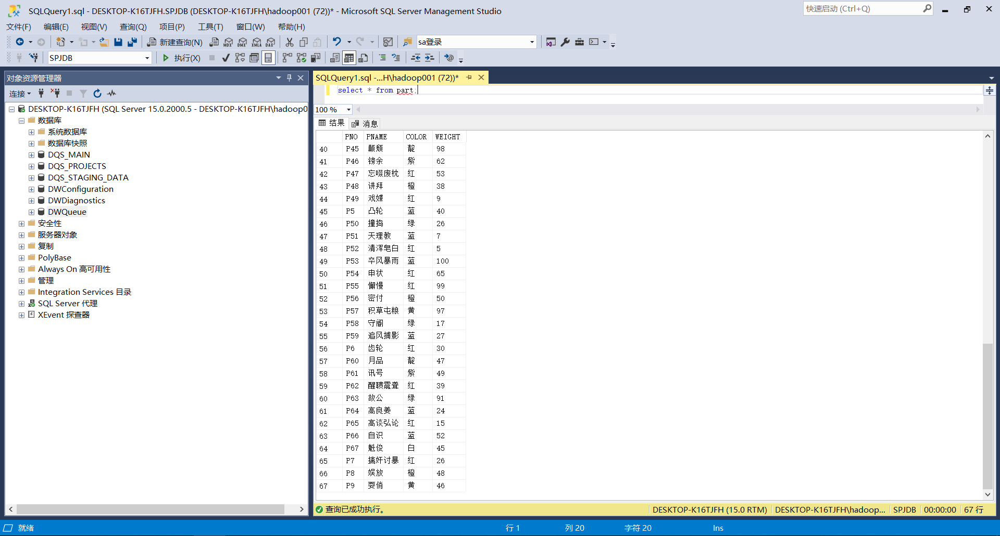 SQLQuery1.sql - DESKTOP-K16TJFH.SPJDB (DESKTOP-K16TJFH\hadoop001 (72))* - Microsoft SQL Server Management Studio
快速启动 (Ctrl+Q)
文件(F) 编辑(E) 视图(V) 查询(Q) 项目(P) 工具(T) 窗口(W) 帮助(H)
新建查询(N) MDX DMX XMLA DAX sa登录
SPJDB 执行(X)
对象资源管理器
连接
DESKTOP-K16TJFH (SQL Server 15.0.2000.5 - DESKTOP-K16TJFH\hadoop0
数据库
系统数据库
数据库快照
DQS_MAIN
DQS_PROJECTS
DQS_STAGING_DATA
DWConfiguration
DWDiagnostics
DWQueue
安全性
服务器对象
复制
PolyBase
Always On 高可用性
管理
Integration Services 目录
SQL Server 代理
XEvent 探查器
SQLQuery1.sql -...H\hadoop001 (72))*
select * from part;
100 %
结果 消息
PNO PNAME COLOR WEIGHT
40 P45 颠颓 靛 98
41 P46 镑余 紫 62
42 P47 忘啜废枕 红 53
43 P48 讲拜 橙 38
44 P49 戏媟 红 9
45 P5 凸轮 蓝 40
46 P50 撞捣 绿 26
47 P51 天理教 蓝 7
48 P52 清浑皂白 红 5
49 P53 卒风暴雨 蓝 100
50 P54 申状 红 65
51 P55 懈慢 红 99
52 P56 密付 橙 50
53 P57 积草屯粮 黄 97
54 P58 守阍 绿 17
55 P59 追风捕影 蓝 27
56 P6 齿轮 红 30
57 P60 月品 靛 47
58 P61 讯号 紫 49
59 P62 醒聩震聋 红 39
60 P63 故公 绿 91
61 P64 高良姜 蓝 24
62 P65 高谈弘论 红 15
63 P66 自识 蓝 52
64 P67 魁俊 白 45
65 P7 擒奸讨暴 红 26
66 P8 娱放 橙 48
67 P9 耍俏 黄 46
查询已成功执行。 DESKTOP-K16TJFH (15.0 RTM) DESKTOP-K16TJFH\hadoop... SPJDB 00:00:00 67 行
就绪 行 1 列 20 字符 20 Ins